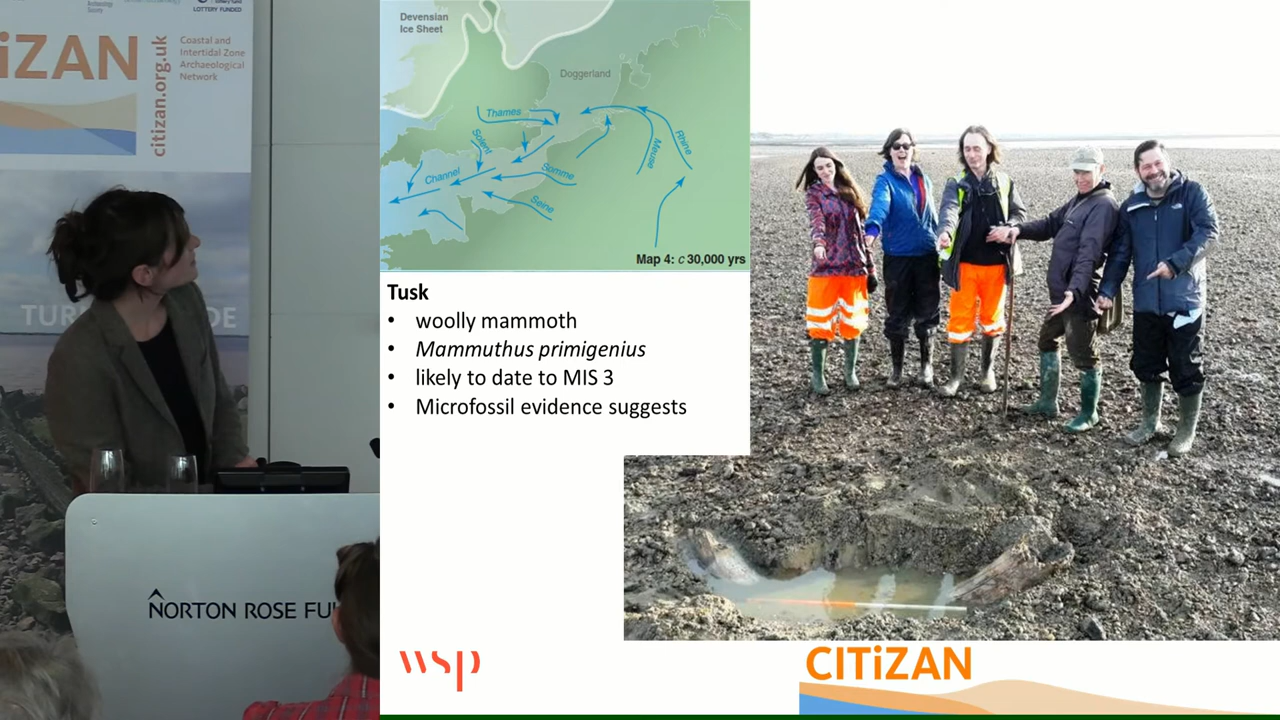 LOTTERY FUNDED
iZAN
citizan.org.uk
Coastal and
Intertidal Zone
Archaeological
Network
NORTON ROSE FU
Devensian
Ice Sheet
Doggerland
Thames
Solent
Channel
Somme
Seine
Meuse
Rhine
Map 4: c 30,000 yrs
Tusk
• woolly mammoth
• Mammuthus primigenius
• likely to date to MIS 3
• Microfossil evidence suggests
wsp
CITiZAN